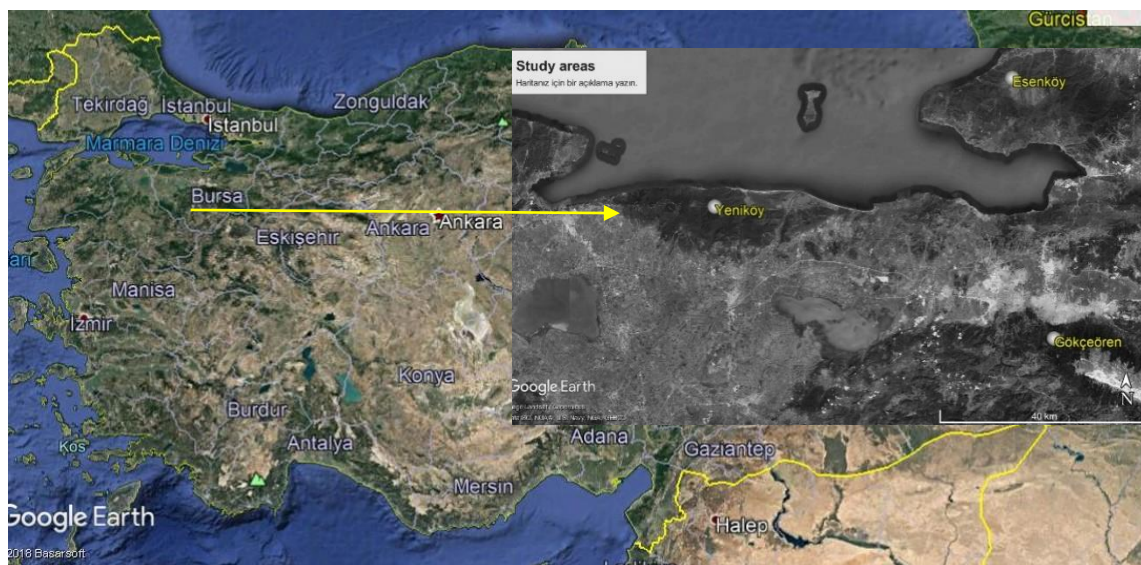 Gürcistan
Study areas
Haritanız için bir açıklama yazın.
Esenköy
Tekirdağ
İstanbul
İstanbul
Zonguldak
Marmara Denizi
Bursa
Yeniköy
Ankara
Ankara
Eskişehir
Manisa
İzmir
Gökçeören
Konya
Google Earth
N
40 km
Burdur
Antalya
Adana
Gaziantep
Kos
Mersin
Google Earth
Halep
2018 Basarsoft